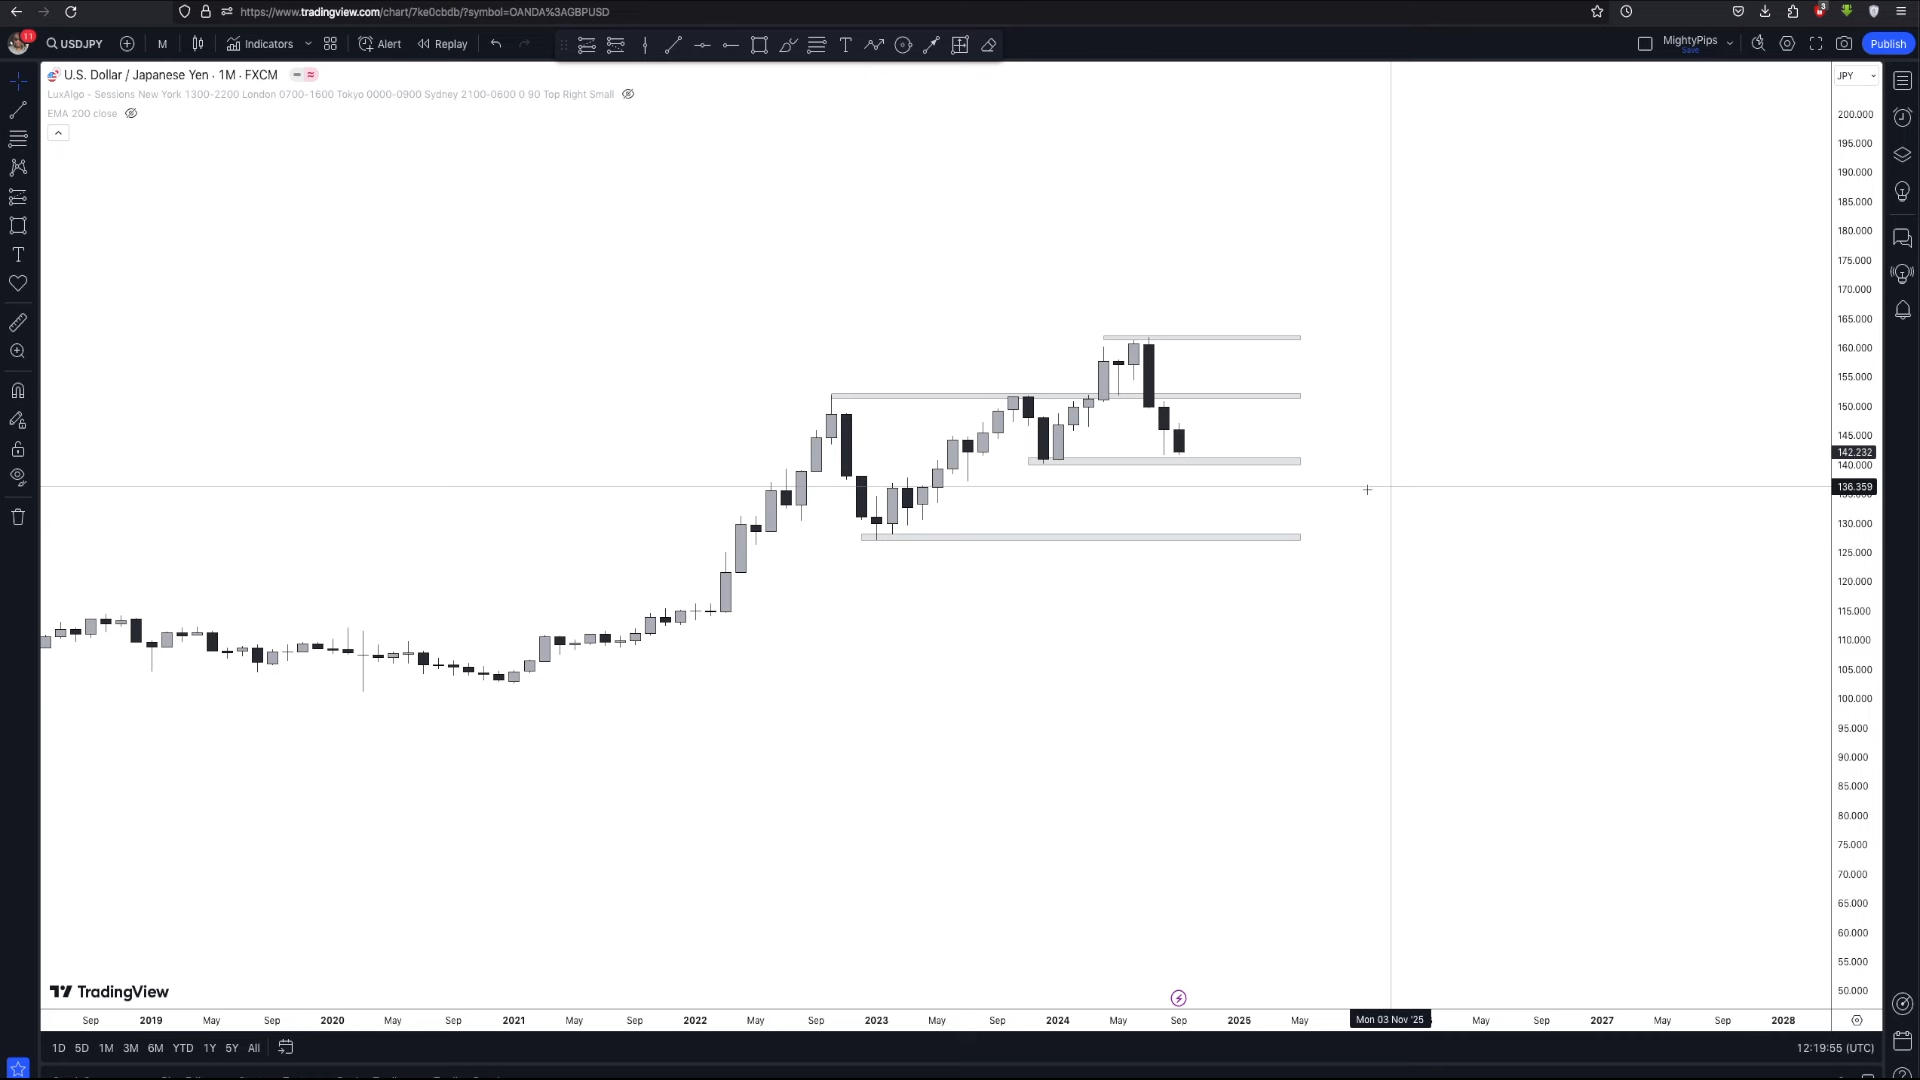 https://www.tradingview.com/chart/7ke0cbdb/?symbol=OANDA%3AGBPUSD
3
11
USDJPY
M
Indicators
Alert
Replay
MightyPips
Save
Publish
U.S. Dollar / Japanese Yen · 1M · FXCM
JPY
LuxAlgo - Sessions New York 1300-2200 London 0700-1600 Tokyo 0000-0900 Sydney 2100-0600 0 90 Top Right Small
EMA 200 close
200.000
195.000
190.000
185.000
180.000
175.000
170.000
165.000
160.000
155.000
150.000
145.000
142.232
140.000
136.359
130.000
125.000
120.000
115.000
110.000
105.000
100.000
95.000
90.000
85.000
80.000
75.000
70.000
65.000
60.000
55.000
50.000
TradingView
Sep 2019 May Sep 2020 May Sep 2021 May Sep 2022 May Sep 2023 May Sep 2024 May Sep 2025 May Mon 03 Nov '25 May Sep 2027 May Sep 2028
1D 5D 1M 3M 6M YTD 1Y 5Y All
12:19:55 (UTC)